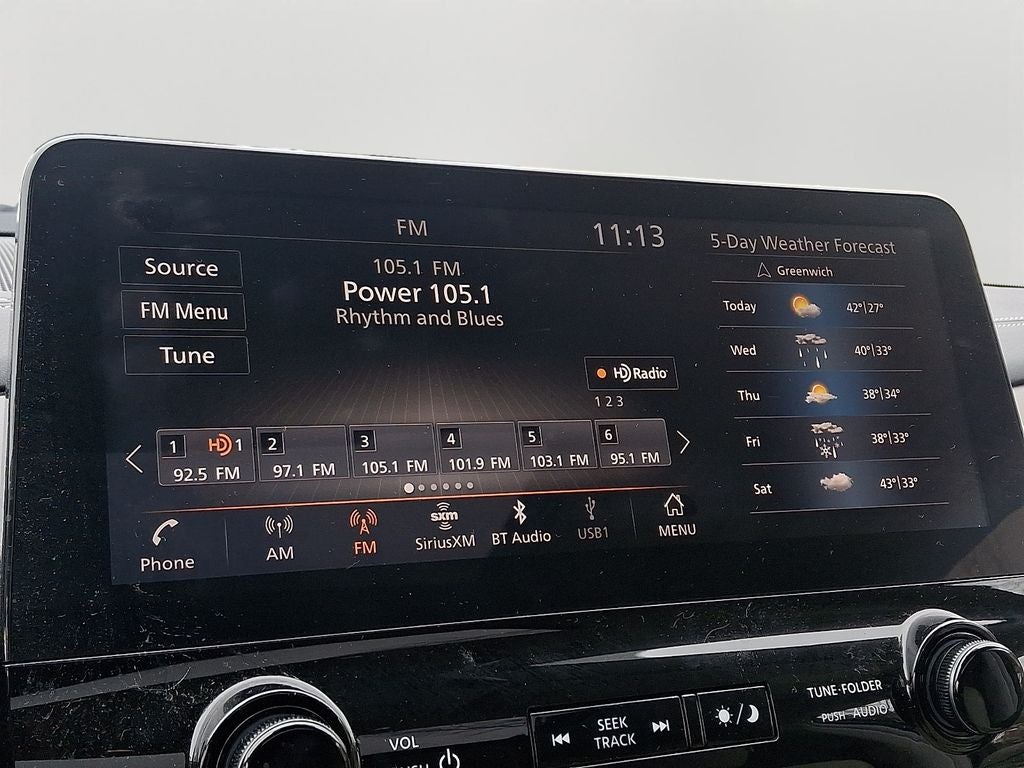 FM
11:13
Source
FM Menu
Tune
105.1 FM
Power 105.1
Rhythm and Blues
HD Radio
1 2 3
1 HD 1
92.5 FM
2
97.1 FM
3
105.1 FM
4
101.9 FM
5
103.1 FM
6
95.1 FM
Phone
AM
FM
sxm
SiriusXM
BT Audio
USB1
MENU
5-Day Weather Forecast
Greenwich
Today 42°|27°
Wed 40°|33°
Thu 38°|34°
Fri 38°|33°
Sat 43°|33°
VOL
SEEK
TRACK
TUNE·FOLDER
PUSH AUDIO